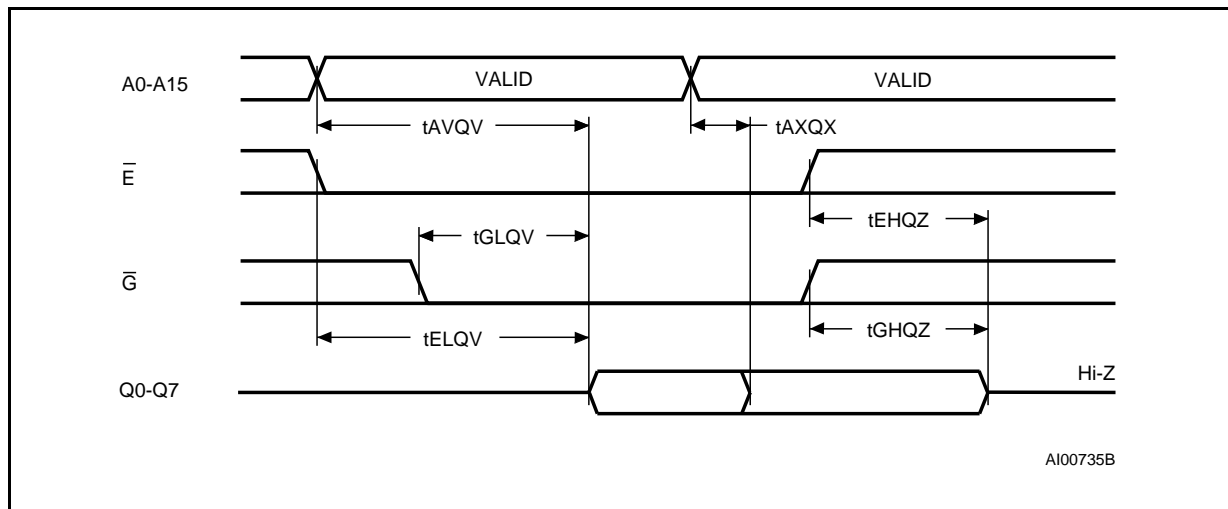 A0-A15
VALID
VALID
tAVQV
tAXQX
E̅
tEHQZ
tGLQV
G̅
tGHQZ
tELQV
Q0-Q7
Hi-Z
AI00735B